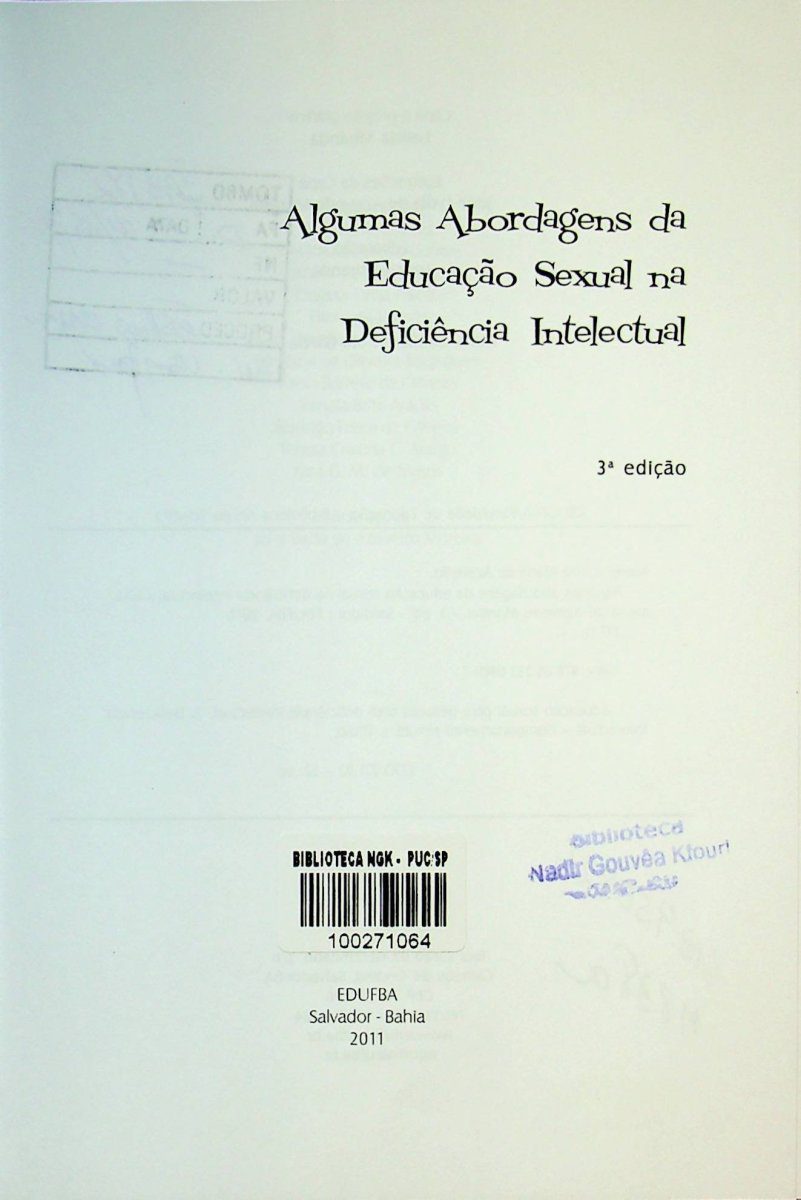 Algumas Abordagens da
Educação Sexual na
Deficiência Intelectual
3ª edição
BIBLIOTECA NGK - PUC/SP
100271064
Biblioteca
Nadir Gouvêa Kfouri
EDUFBA
Salvador - Bahia
2011